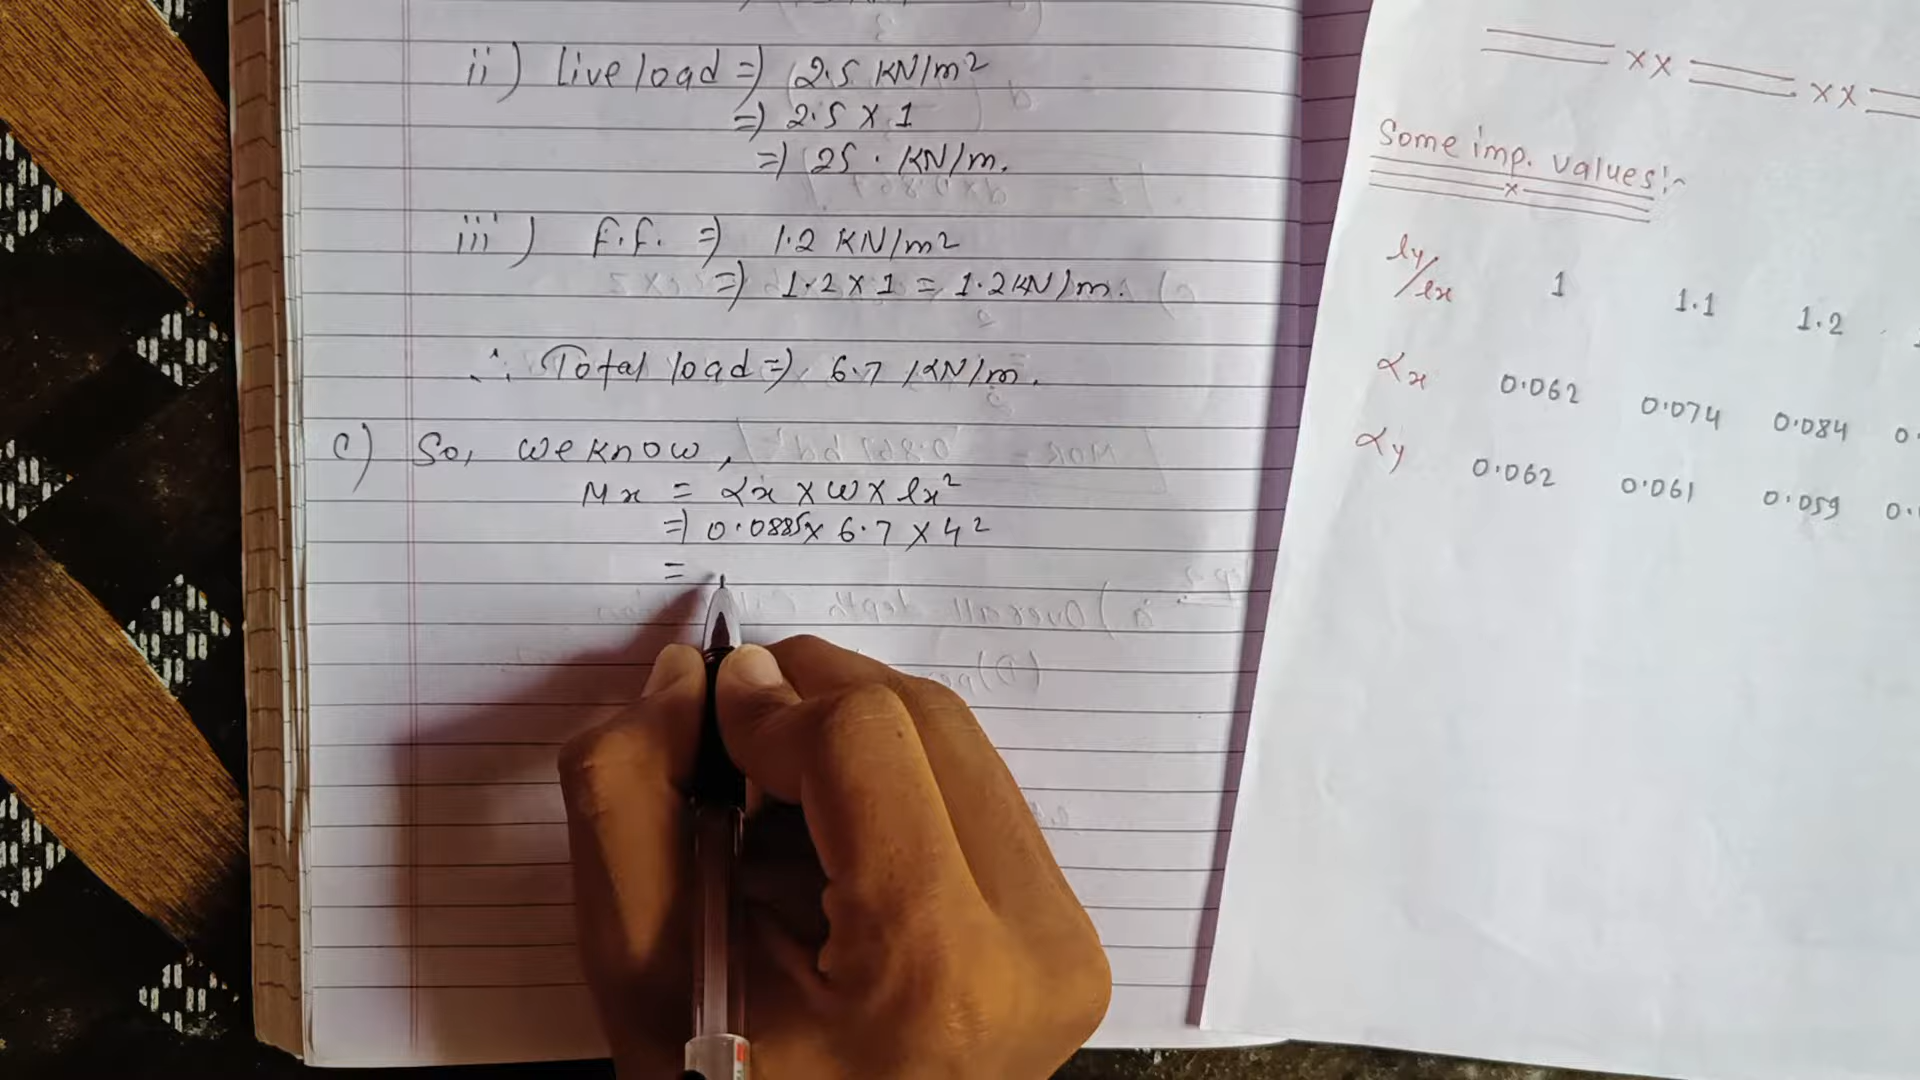 ii) Live load => 2.5 KN/m²
=> 2.5 x 1
=> 25 . KN/m.
iii) F.F. => 1.2 KN/m²
=> 1.2 x 1 = 1.2 KN/m.
∴ Total load => 6.7 KN/m.
c) So, we know,
Mx = αx x w x lx²
=> 0.0885 x 6.7 x 4²
=
xx xx
Some imp. values:~
x
ly/lx 1 1.1 1.2
αx 0.062 0.074 0.084 0.
αy 0.062 0.061 0.059 0.